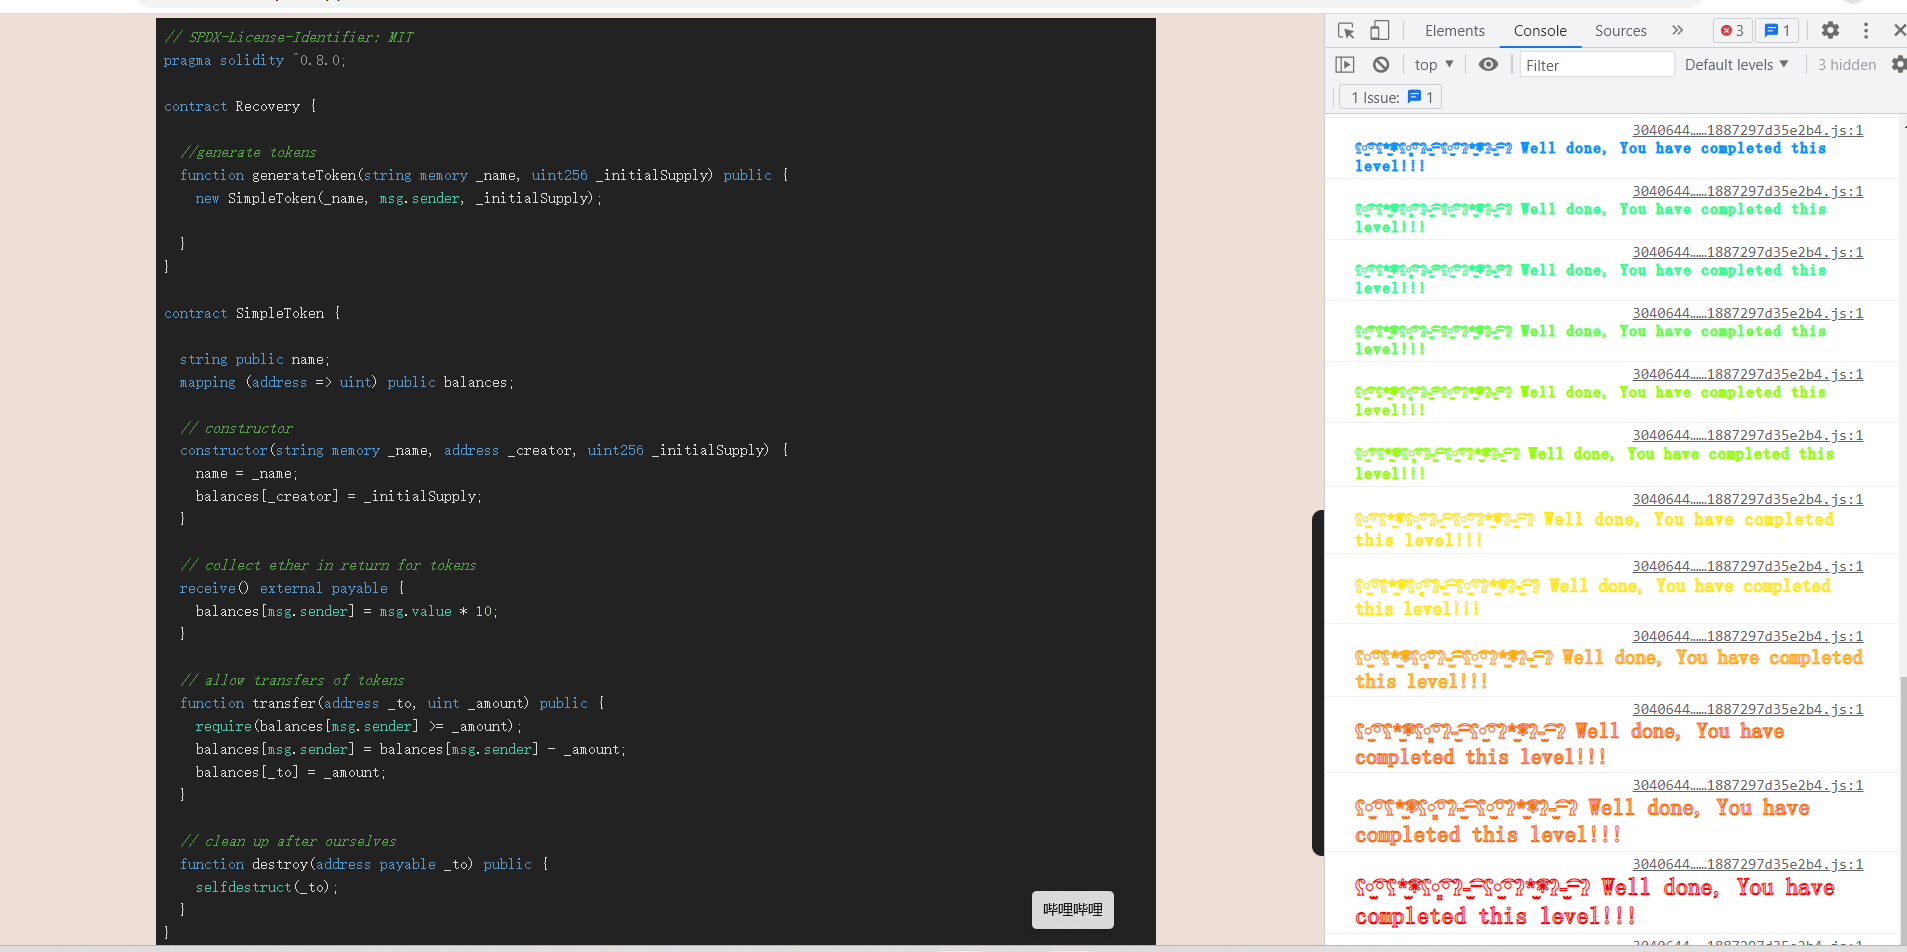 // SPDX-License-Identifier: MIT
pragma solidity ^0.8.0;
contract Recovery {
//generate tokens
function generateToken(string memory _name, uint256 _initialSupply) public {
new SimpleToken(_name, msg.sender, _initialSupply);
}
}
contract SimpleToken {
string public name;
mapping (address => uint) public balances;
// constructor
constructor(string memory _name, address _creator, uint256 _initialSupply) {
name = _name;
balances[_creator] = _initialSupply;
}
// collect ether in return for tokens
receive() external payable {
balances[msg.sender] = msg.value * 10;
}
// allow transfers of tokens
function transfer(address _to, uint _amount) public {
require(balances[msg.sender] >= _amount);
balances[msg.sender] = balances[msg.sender] - _amount;
balances[_to] = _amount;
}
// clean up after ourselves
function destroy(address payable _to) public {
selfdestruct(_to);
}
}
哔哩哔哩
Elements Console Sources » 3 1
top Filter Default levels 3 hidden
1 Issue: 1
3040644……1887297d35e2b4.js:1
Well done, You have completed this
level!!!
3040644……1887297d35e2b4.js:1
Well done, You have completed this
level!!!
3040644……1887297d35e2b4.js:1
Well done, You have completed this
level!!!
3040644……1887297d35e2b4.js:1
Well done, You have completed this
level!!!
3040644……1887297d35e2b4.js:1
Well done, You have completed this
level!!!
3040644……1887297d35e2b4.js:1
Well done, You have completed this
level!!!
3040644……1887297d35e2b4.js:1
Well done, You have completed
this level!!!
3040644……1887297d35e2b4.js:1
Well done, You have completed
this level!!!
3040644……1887297d35e2b4.js:1
Well done, You have completed
this level!!!
3040644……1887297d35e2b4.js:1
Well done, You have
completed this level!!!
3040644……1887297d35e2b4.js:1
Well done, You have
completed this level!!!
3040644……1887297d35e2b4.js:1
Well done, You have
completed this level!!!